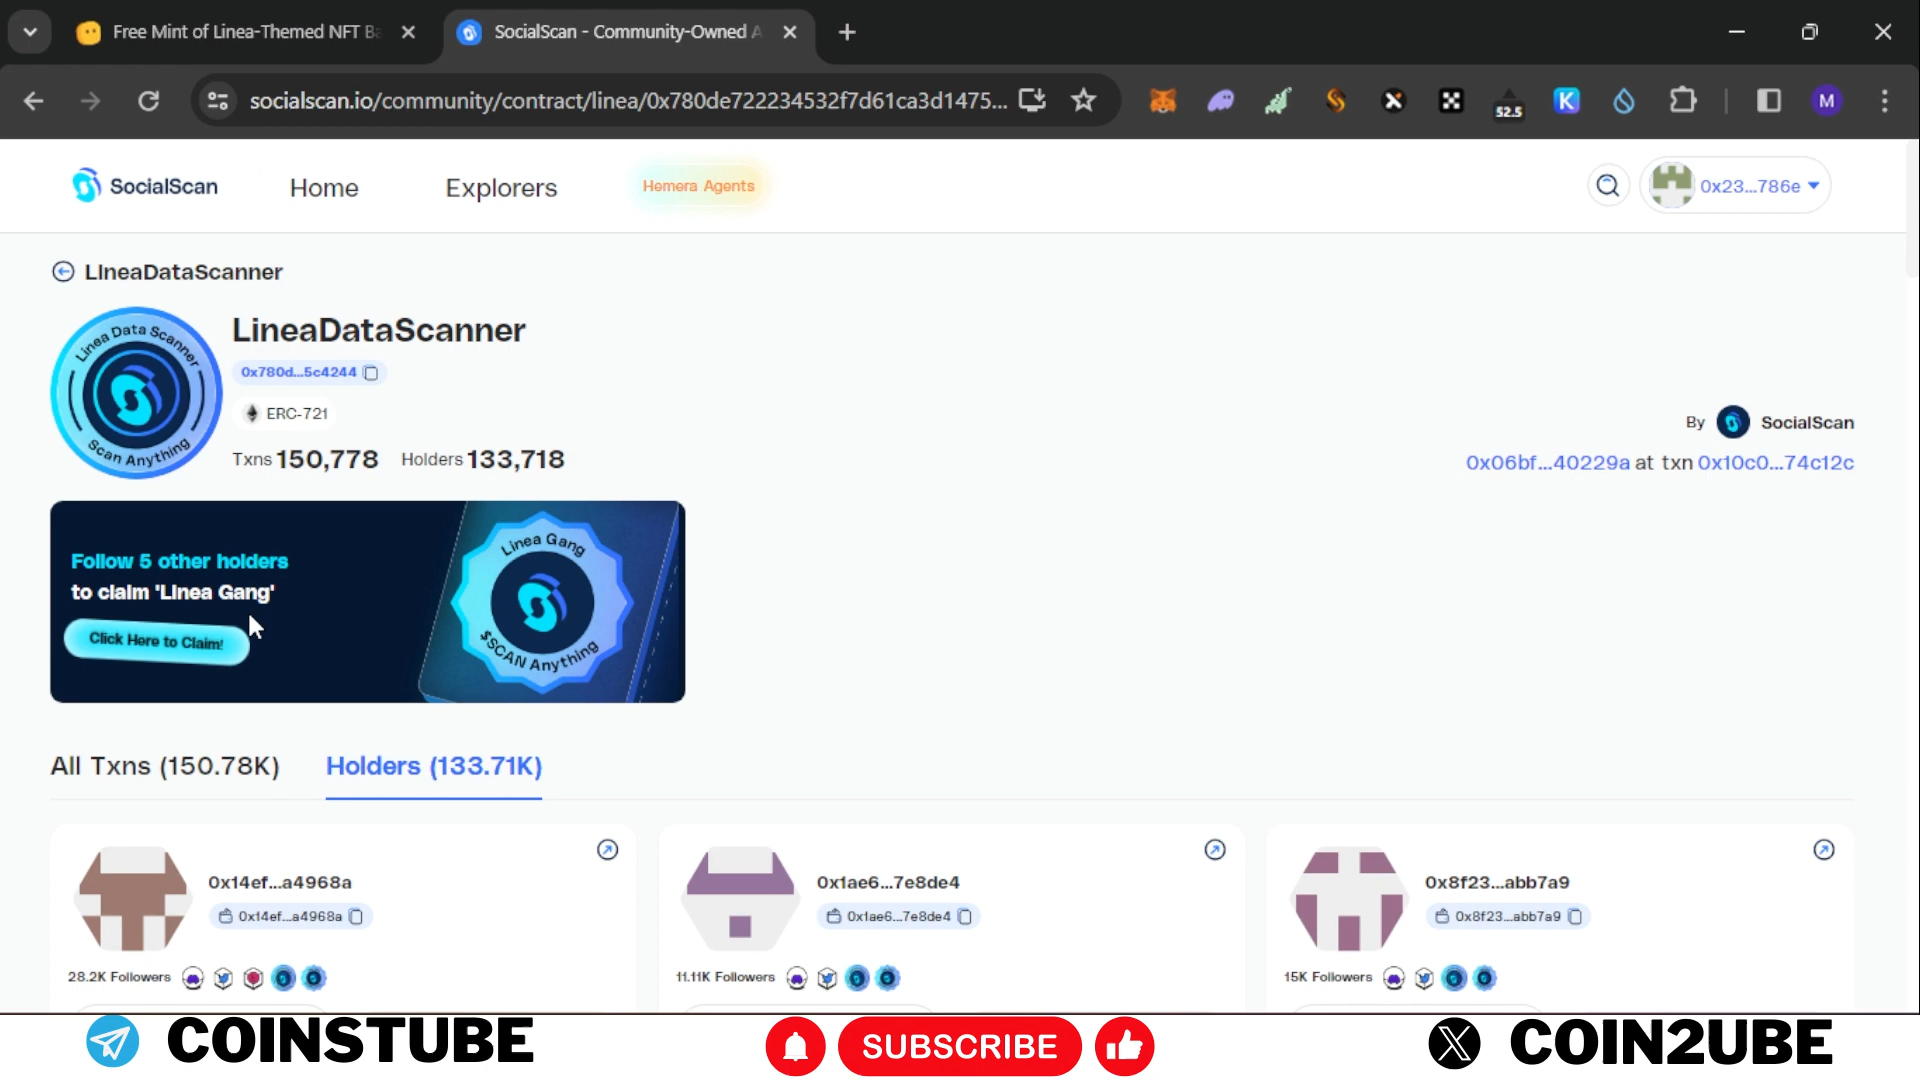 Free Mint of Linea-Themed NFT Ba
SocialScan - Community-Owned A
socialscan.io/community/contract/linea/0x780de722234532f7d61ca3d1475...
52.5
K
M
SocialScan
Home
Explorers
Hemera Agents
0x23...786e
LineaDataScanner
Linea Data Scanner
Scan Anything
LineaDataScanner
0x780d...5c4244
ERC-721
Txns 150,778 Holders 133,718
By SocialScan
0x06bf...40229a at txn 0x10c0...74c12c
Follow 5 other holders
to claim 'Linea Gang'
Click Here to Claim!
Linea Gang
$SCAN Anything
All Txns (150.78K)
Holders (133.71K)
0x14ef...a4968a
0x14ef...a4968a
28.2K Followers
0x1ae6...7e8de4
0x1ae6...7e8de4
11.11K Followers
0x8f23...abb7a9
0x8f23...abb7a9
15K Followers
COINSTUBE
SUBSCRIBE
COIN2UBE